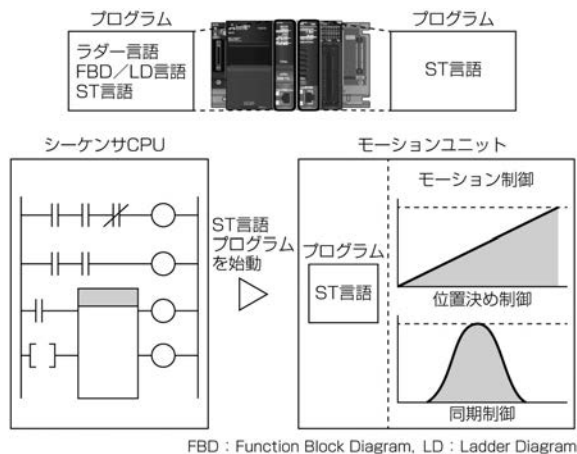 プログラム
ラダー言語
FBD／LD言語
ST言語
プログラム
ST言語
シーケンサCPU
ST言語
プログラム
を始動
モーションユニット
プログラム
ST言語
モーション制御
位置決め制御
同期制御
FBD：Function Block Diagram, LD：Ladder Diagram